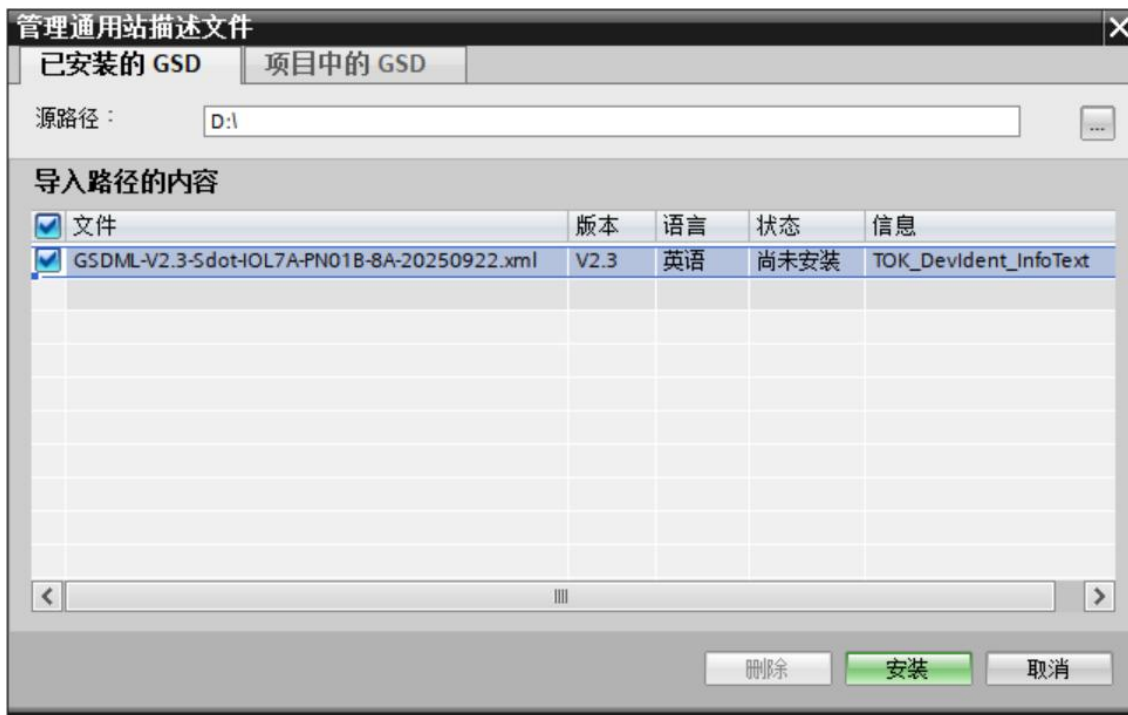 管理通用站描述文件
已安装的 GSD 项目中的 GSD
源路径： D:\ ...
导入路径的内容
文件 版本 语言 状态 信息
GSDML-V2.3-Sdot-IOL7A-PN01B-8A-20250922.xml V2.3 英语 尚未安装 TOK_DevIdent_InfoText
删除 安装 取消